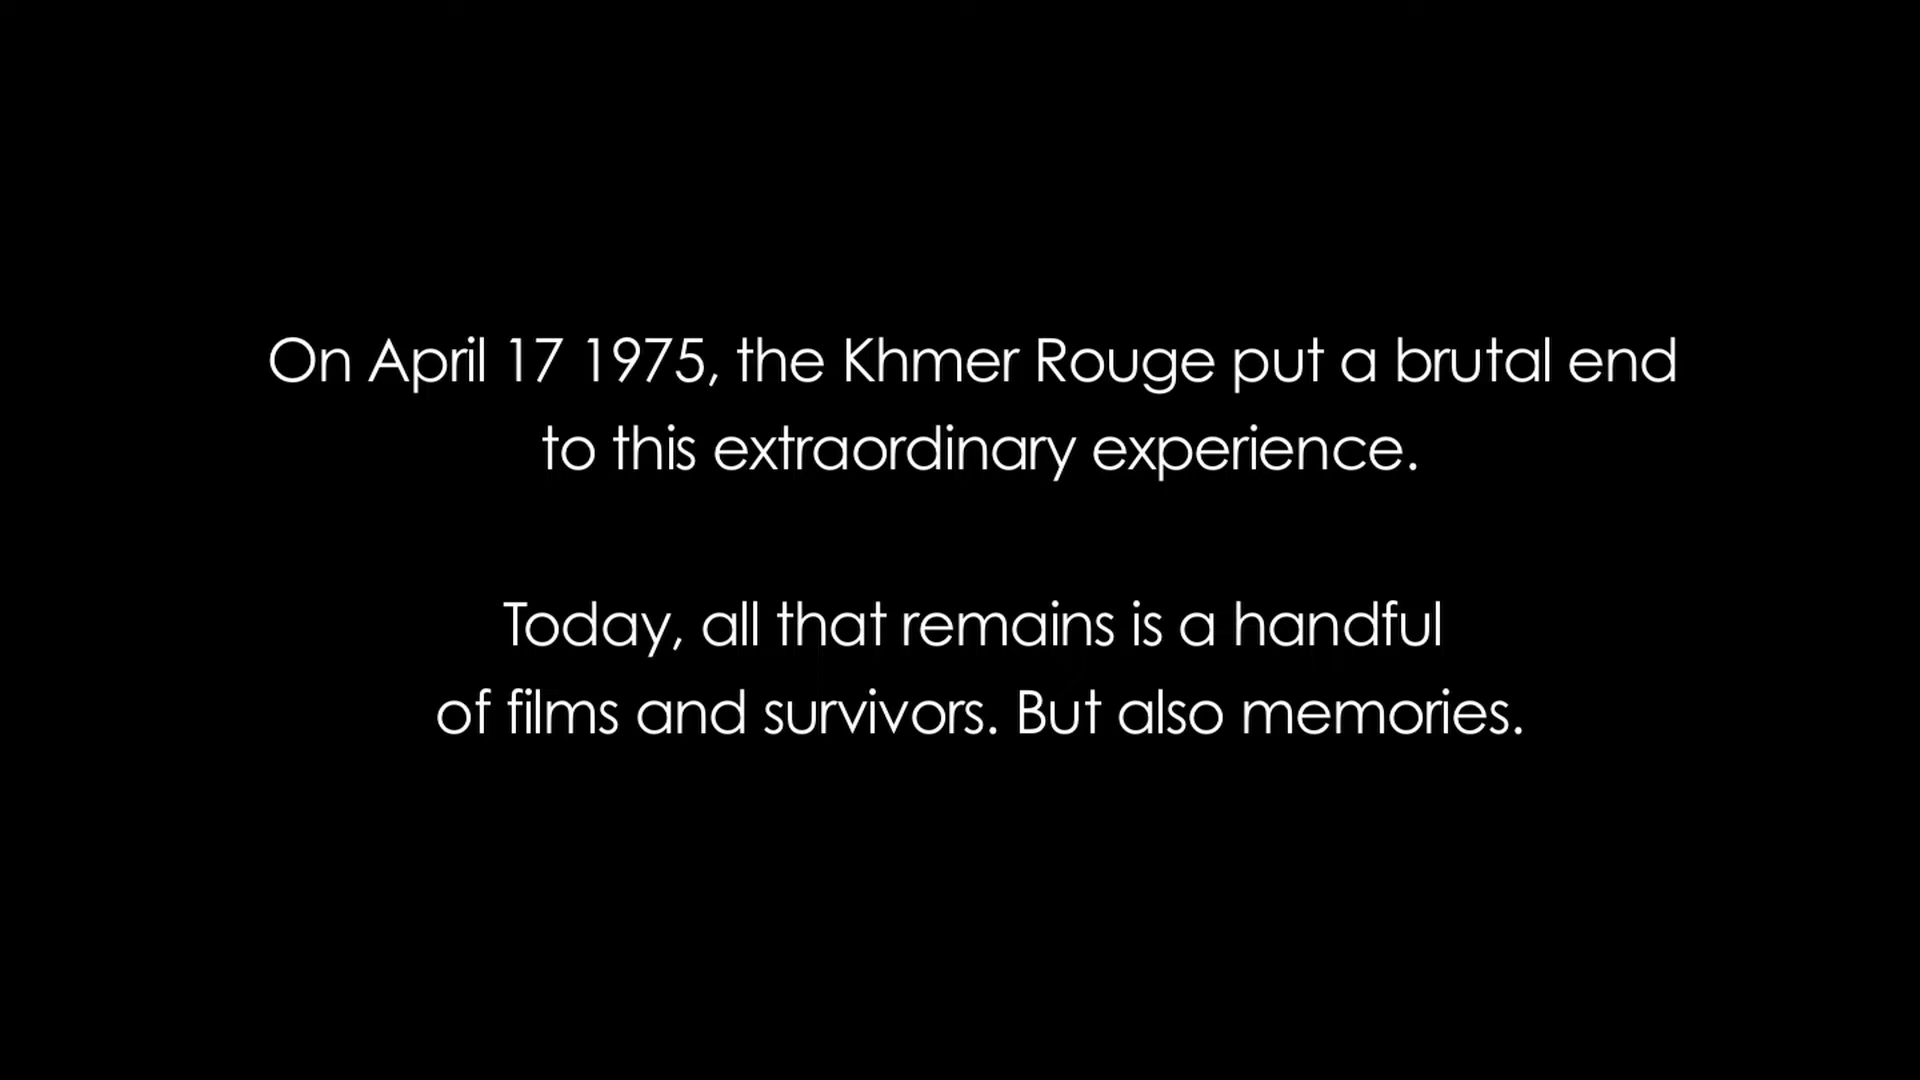 On April 17 1975, the Khmer Rouge put a brutal end
to this extraordinary experience.
Today, all that remains is a handful
of films and survivors. But also memories.